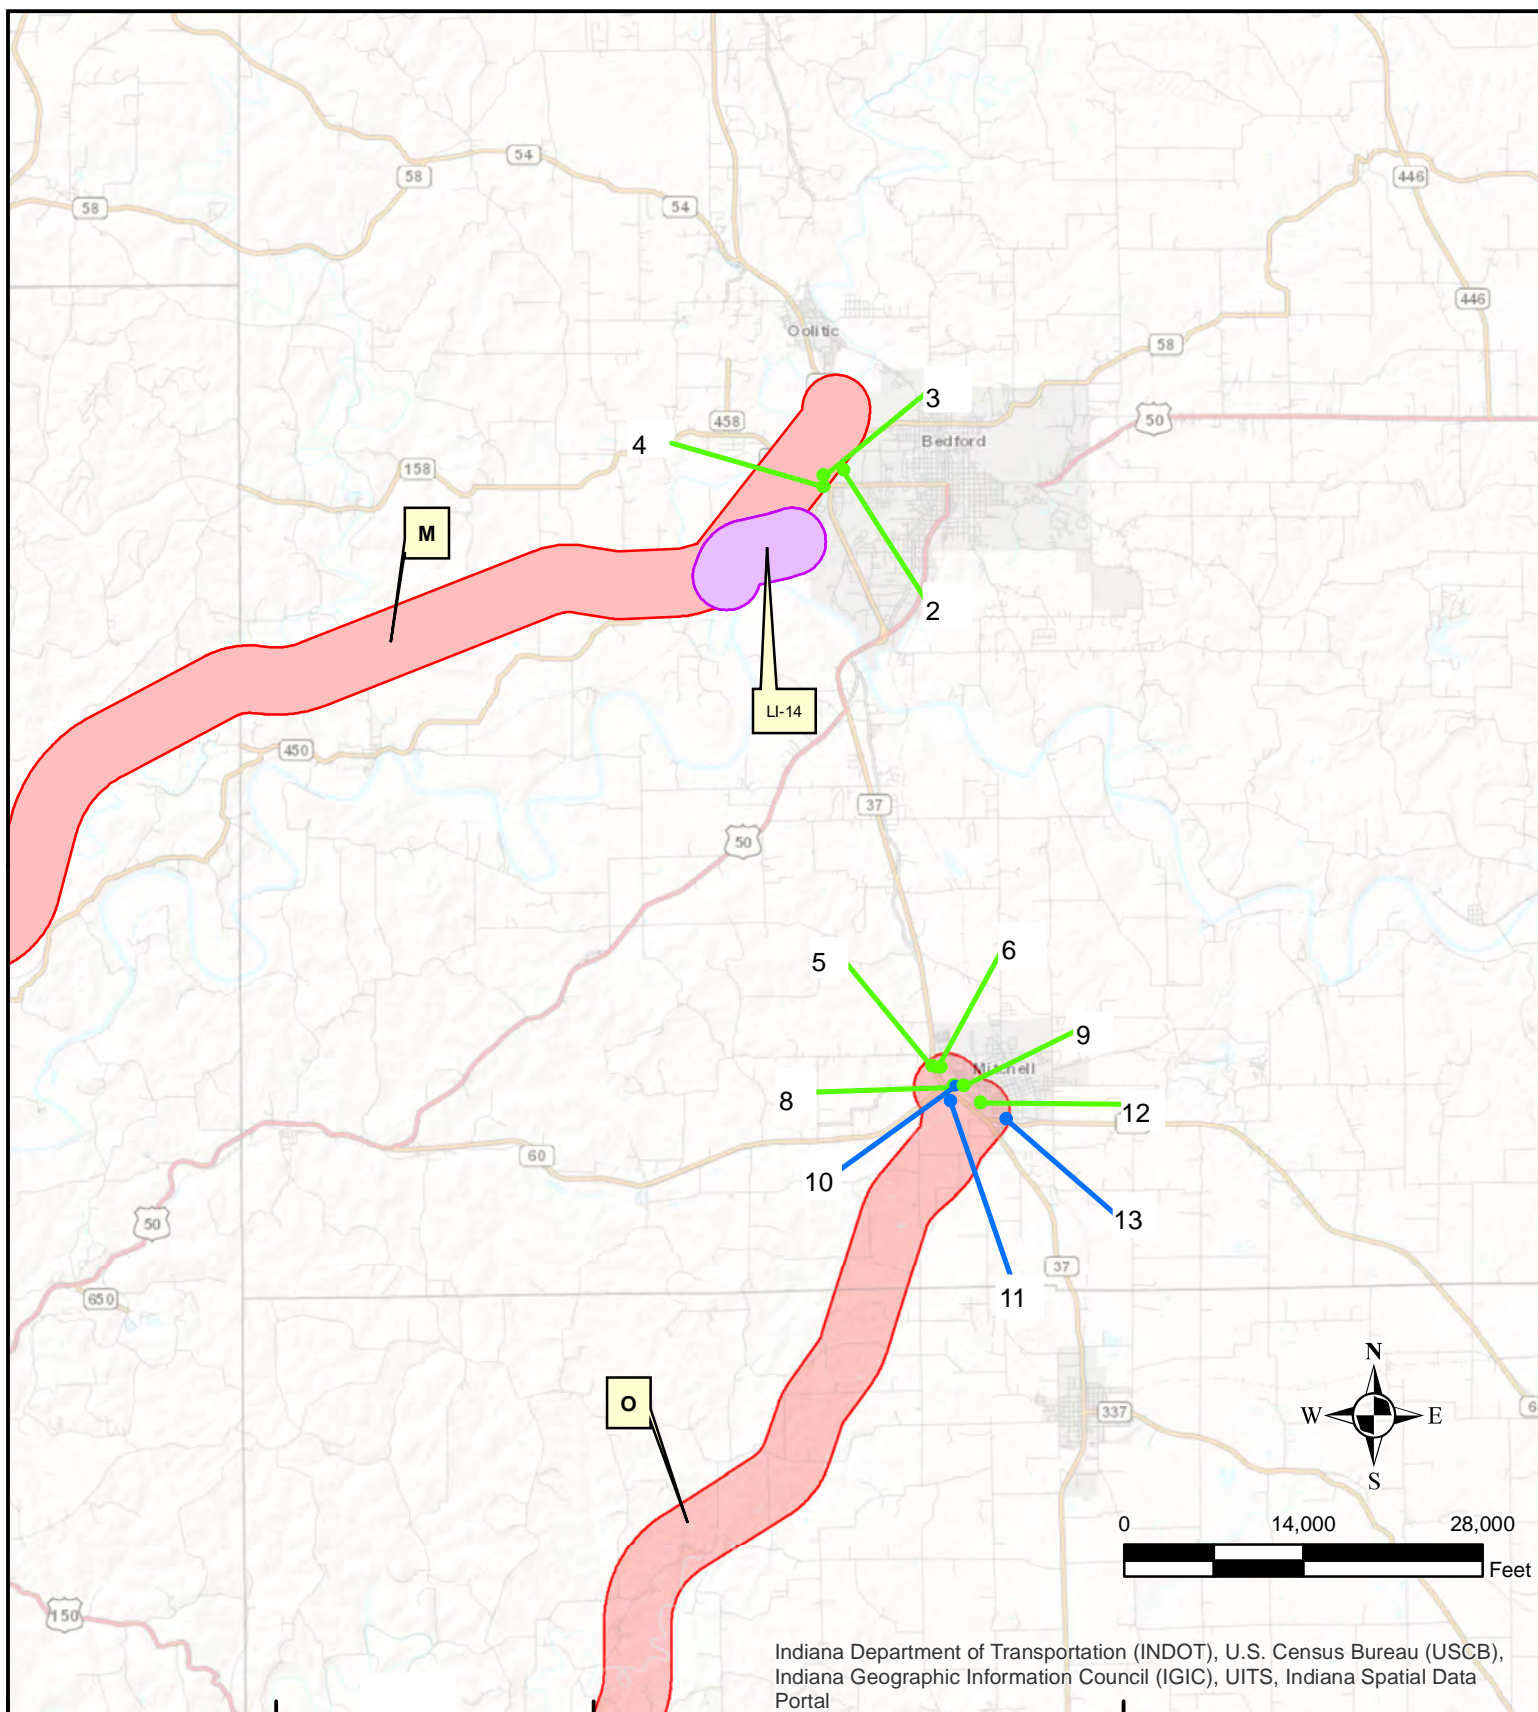 54
58
58
54
446
446
Oolitic
58
3
50
458
Bedford
4
158
M
2
LI-14
450
37
50
6
5
9
Mitchell
8
12
60
10
13
50
37
11
650
N
O
337
W E
S
0 14,000 28,000
Feet
150
Indiana Department of Transportation (INDOT), U.S. Census Bureau (USCB),
Indiana Geographic Information Council (IGIC), UITS, Indiana Spatial Data
Portal